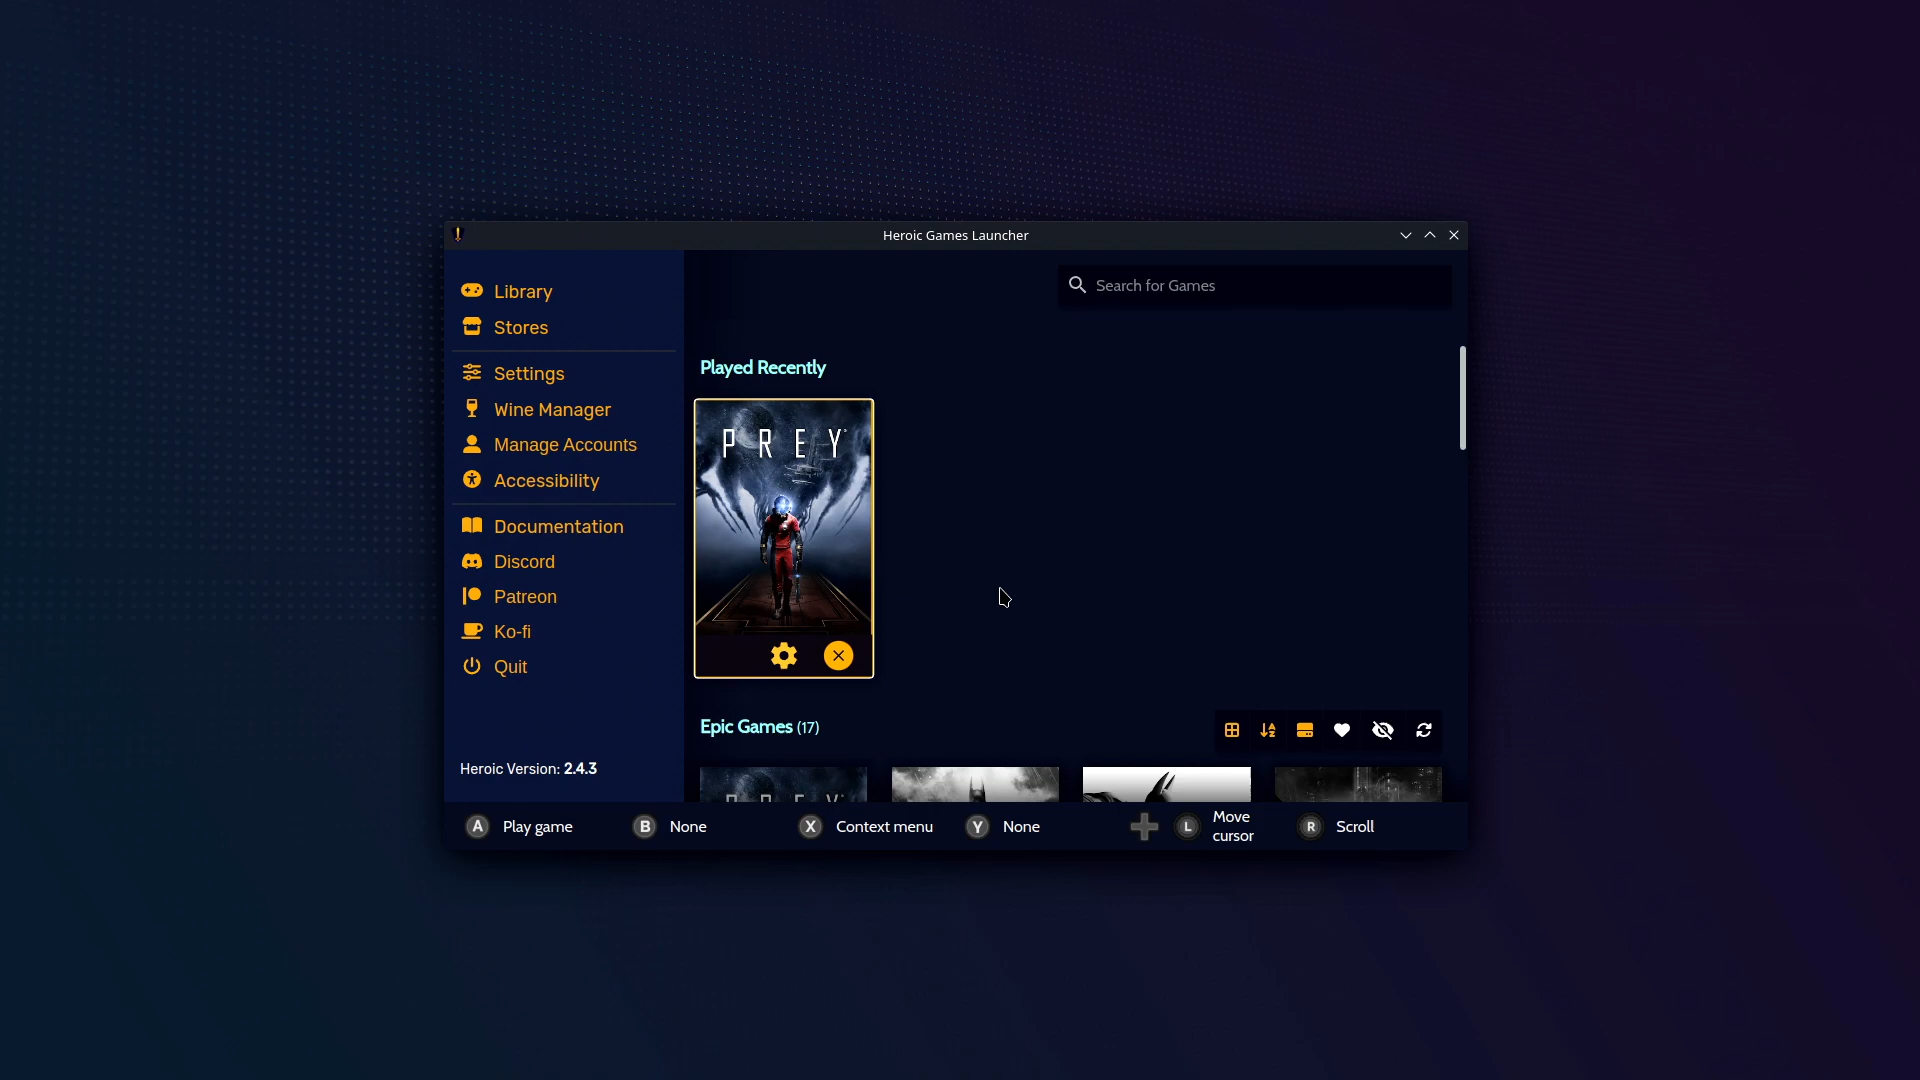 Heroic Games Launcher
Library
Stores
Settings
Wine Manager
Manage Accounts
Accessibility
Documentation
Discord
Patreon
Ko-fi
Quit
Heroic Version: 2.4.3
Search for Games
Played Recently
PREY
Epic Games (17)
PREY
A Play game
B None
X Context menu
Y None
L Move
cursor
R Scroll